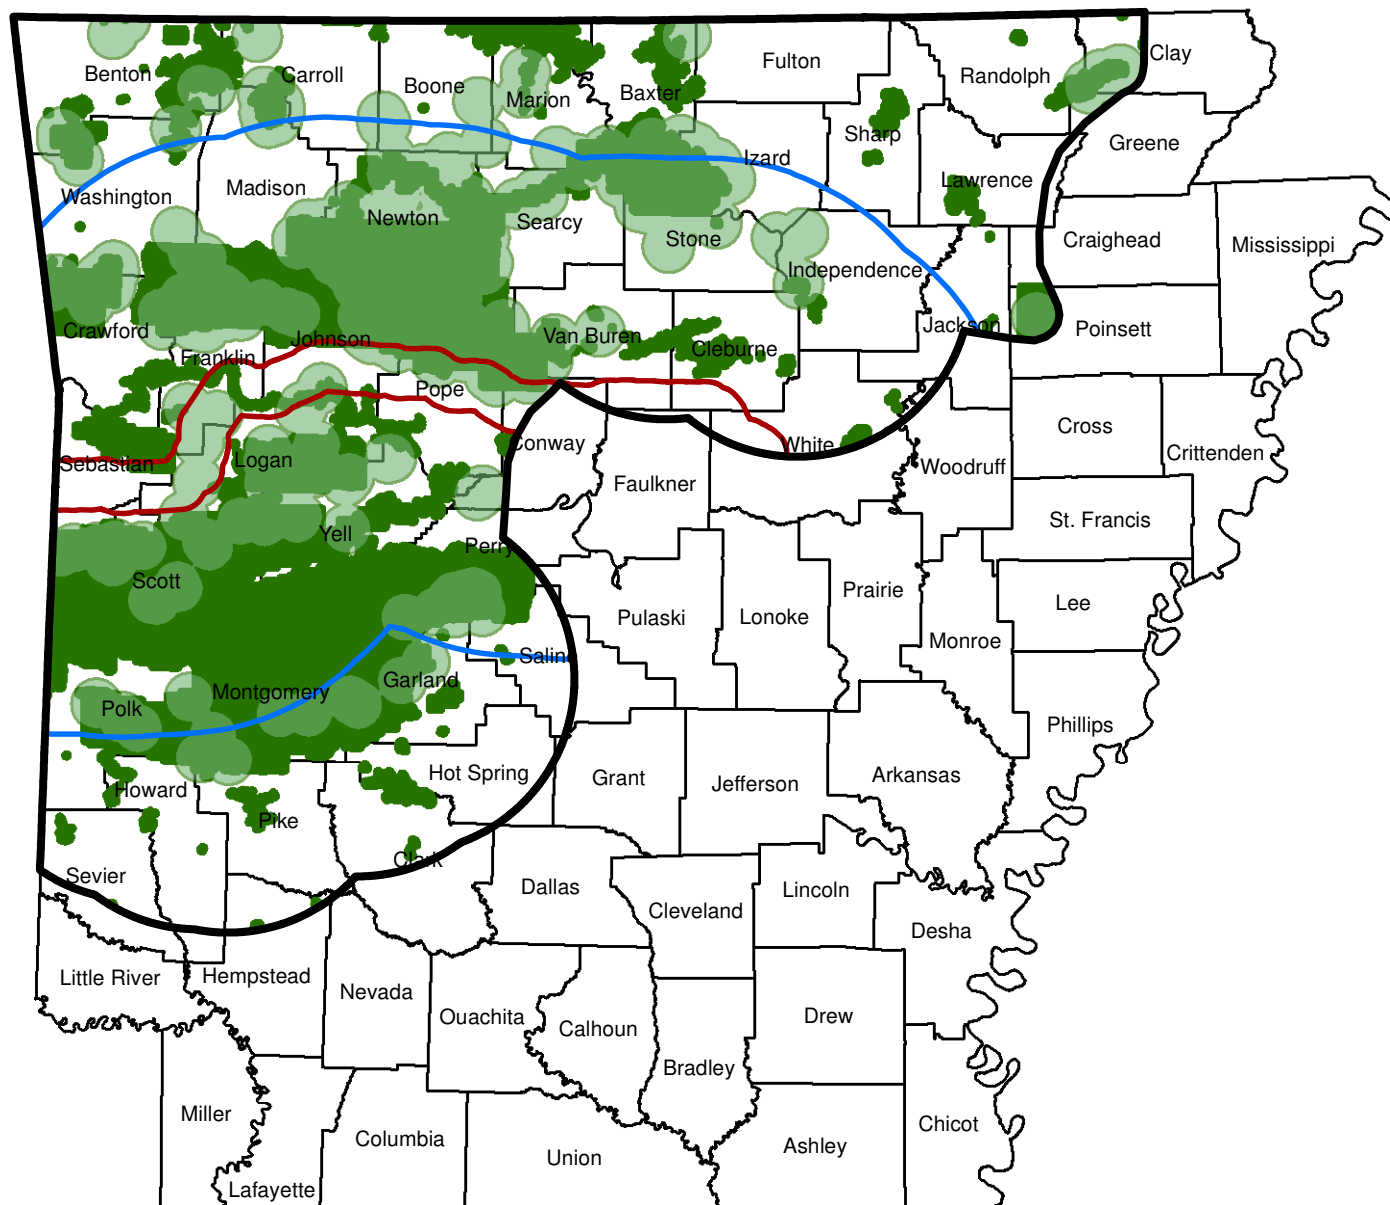 Clay
Fulton
Benton
Carroll
Randolph
Boone
Baxter
Marion
Sharp
Greene
Izard
Lawrence
Madison
Washington
Newton
Searcy
Stone
Craighead
Mississippi
Independence
Jackson
Poinsett
Crawford
Van Buren
Johnson
Cleburne
Franklin
Pope
Cross
White
Conway
Crittenden
Logan
Sebastian
Woodruff
Faulkner
St. Francis
Yell
Perry
Scott
Prairie
Lee
Pulaski
Lonoke
Monroe
Salin
Garland
Montgomery
Polk
Phillips
Hot Spring
Arkansas
Grant
Jefferson
Howard
Pike
Clark
Sevier
Dallas
Lincoln
Cleveland
Desha
Little River
Hempstead
Nevada
Ouachita
Drew
Calhoun
Bradley
Miller
Chicot
Columbia
Ashley
Union
Lafayette